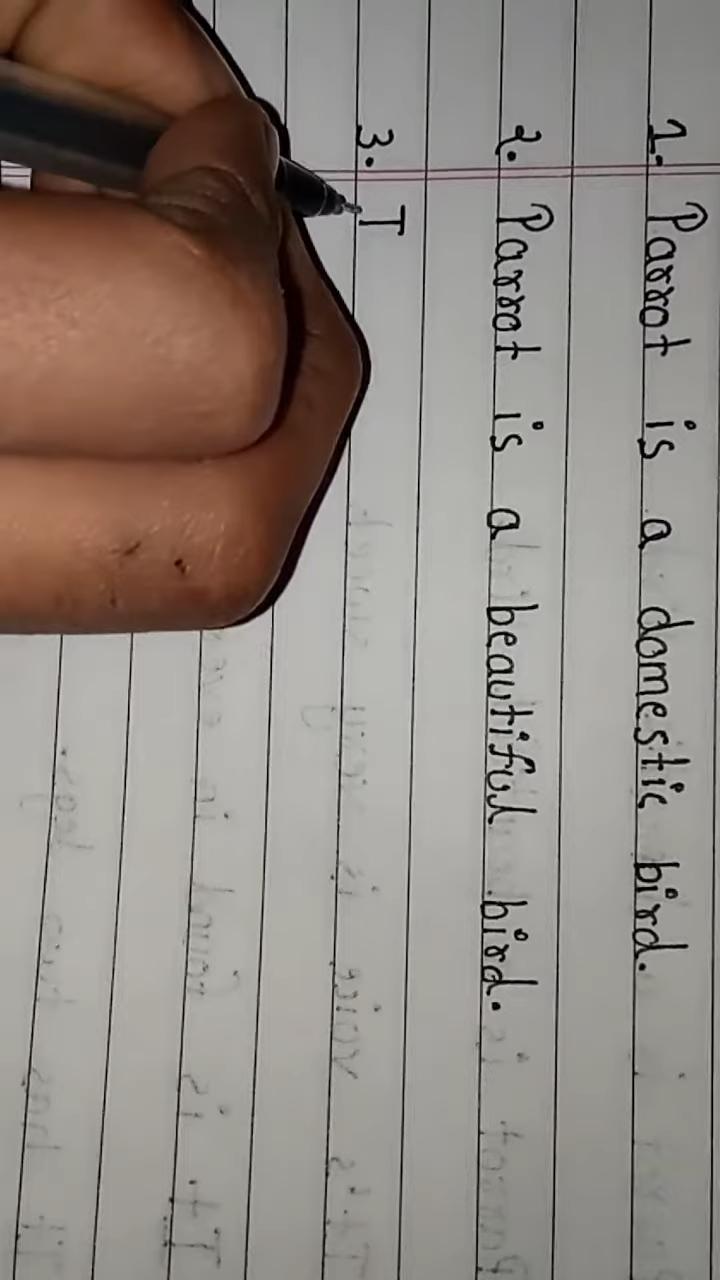 1. Parrot is a domestic bird.
2. Parrot is a beautiful bird.
3. I